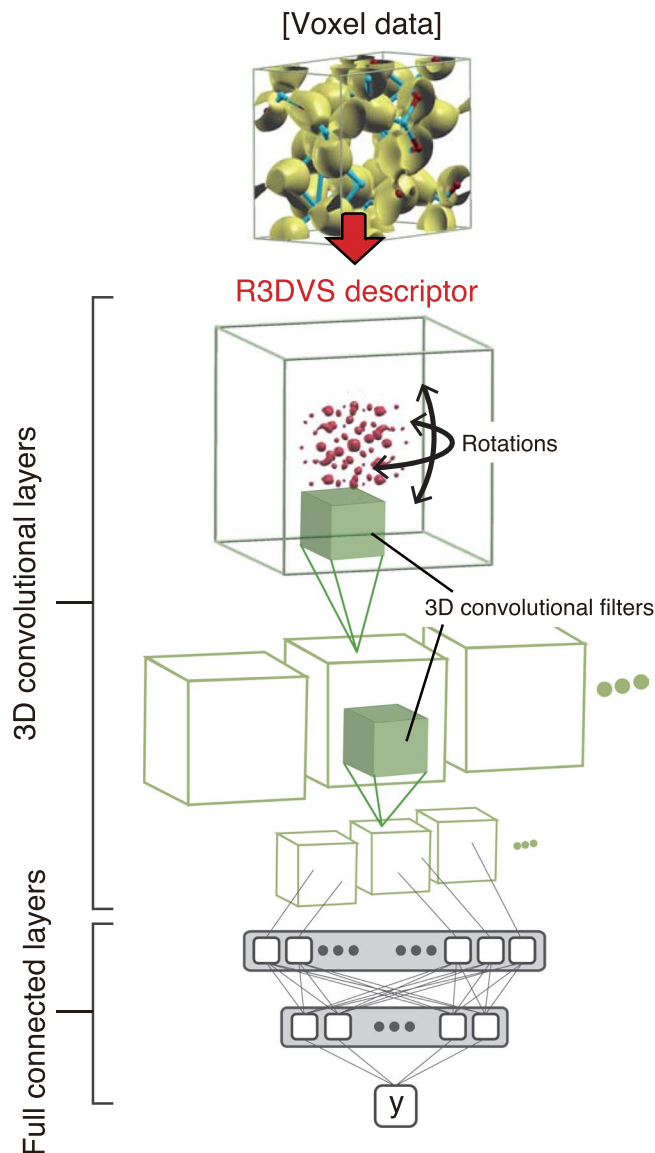 [Voxel data]
R3DVS descriptor
Rotations
3D convolutional filters
3D convolutional layers
Full connected layers
y